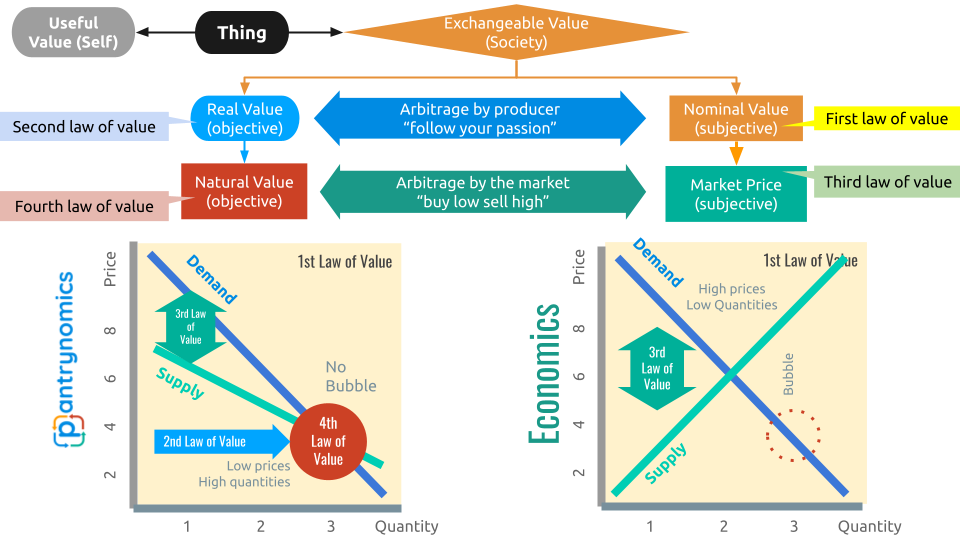 Useful
Value (Self)
Thing
Exchangeable Value
(Society)
Real Value
(objective)
Arbitrage by producer
“follow your passion”
Nominal Value
(subjective)
Second law of value
First law of value
Natural Value
(objective)
Arbitrage by the market
“buy low sell high”
Market Price
(subjective)
Fourth law of value
Third law of value
Pantrynomics
Price
8
6
4
2
1st Law of Value
Demand
3rd Law
of
Value
Supply
No
Bubble
4th
Law of
Value
2nd Law of Value
Low prices
High quantities
1
2
3
Quantity
Economics
Price
8
6
4
2
Demand
1st Law of Value
High prices
Low Quantities
3rd
Law of
Value
Bubble
Supply
1
2
3
Quantity